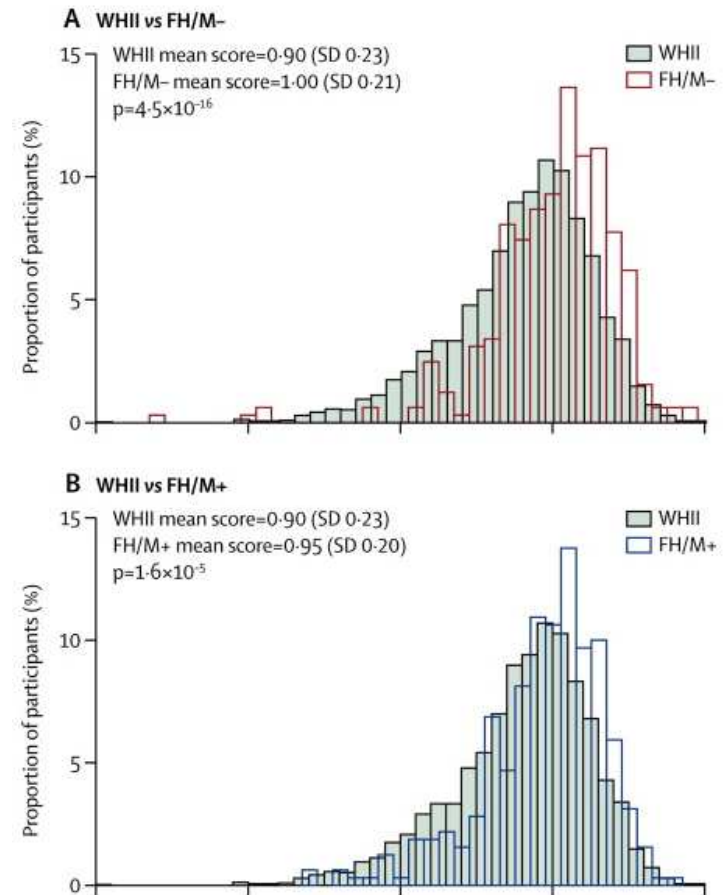 A WHII vs FH/M–
15
WHII mean score=0·90 (SD 0·23)
FH/M– mean score=1·00 (SD 0·21)
p=4·5×10⁻¹⁶
WHII
FH/M–
10
5
0
Proportion of participants (%)
B WHII vs FH/M+
15
WHII mean score=0·90 (SD 0·23)
FH/M+ mean score=0·95 (SD 0·20)
p=1·6×10⁻⁵
WHII
FH/M+
10
5
0
Proportion of participants (%)